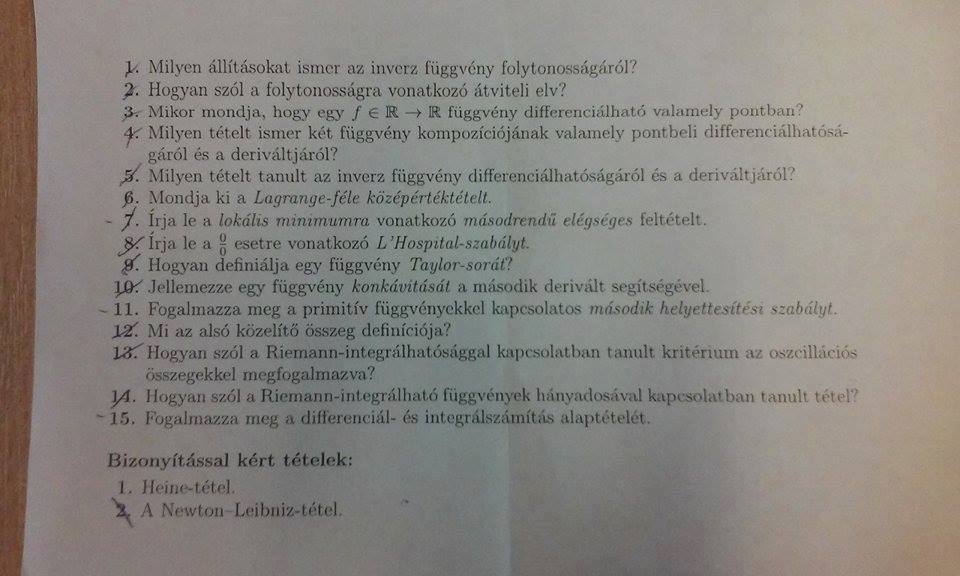 1. Milyen állításokat ismer az inverz függvény folytonosságáról?
2. Hogyan szól a folytonosságra vonatkozó átviteli elv?
3. Mikor mondja, hogy egy f ∈ ℝ → ℝ függvény differenciálható valamely pontban?
4. Milyen tételt ismer két függvény kompozíciójának valamely pontbeli differenciálhatósá-
gáról és a deriváltjáról?
5. Milyen tételt tanult az inverz függvény differenciálhatóságáról és a deriváltjáról?
6. Mondja ki a Lagrange-féle középértéktételt.
7. Írja le a lokális minimumra vonatkozó másodrendű elégséges feltételt.
8. Írja le a 0/0 esetre vonatkozó L'Hospital-szabályt.
9. Hogyan definiálja egy függvény Taylor-sorát?
10. Jellemezze egy függvény konkávitását a második derivált segítségével.
11. Fogalmazza meg a primitív függvényekkel kapcsolatos második helyettesítési szabályt.
12. Mi az alsó közelítő összeg definíciója?
13. Hogyan szól a Riemann-integrálhatósággal kapcsolatban tanult kritérium az oszcillációs
összegekkel megfogalmazva?
14. Hogyan szól a Riemann-integrálható függvények hányadosával kapcsolatban tanult tétel?
15. Fogalmazza meg a differenciál- és integrálszámítás alaptételét.
Bizonyítással kért tételek:
1. Heine-tétel.
2. A Newton–Leibniz-tétel.